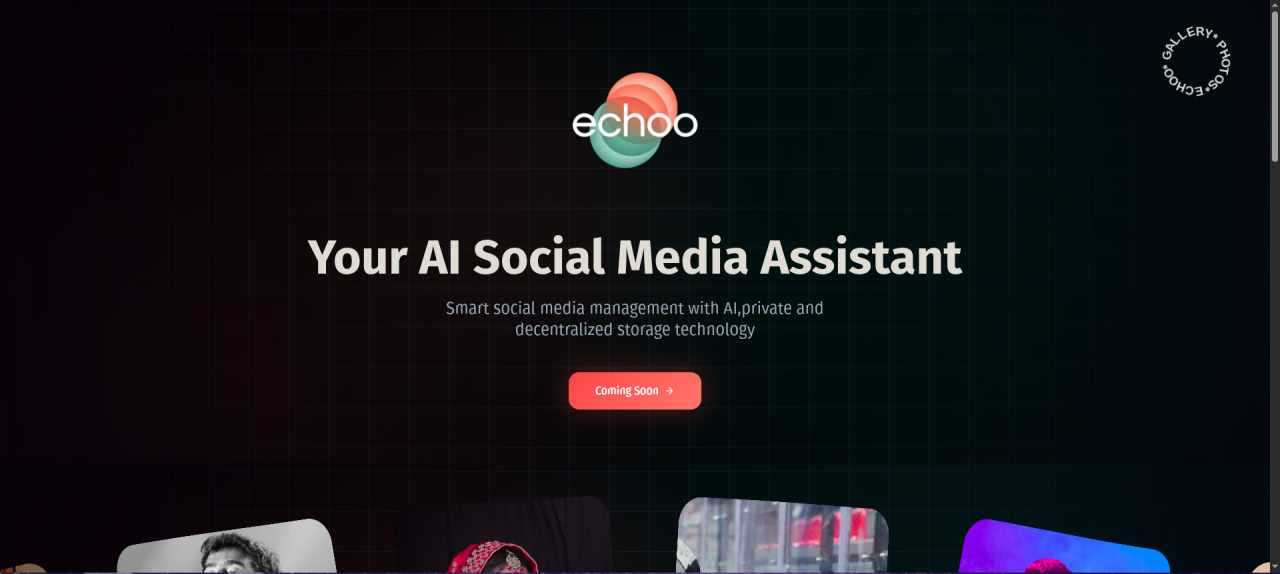 GALLERY* PHOTOS*ECHOO*
echoo
Your AI Social Media Assistant
Smart social media management with AI,private and
decentralized storage technology
Coming Soon →